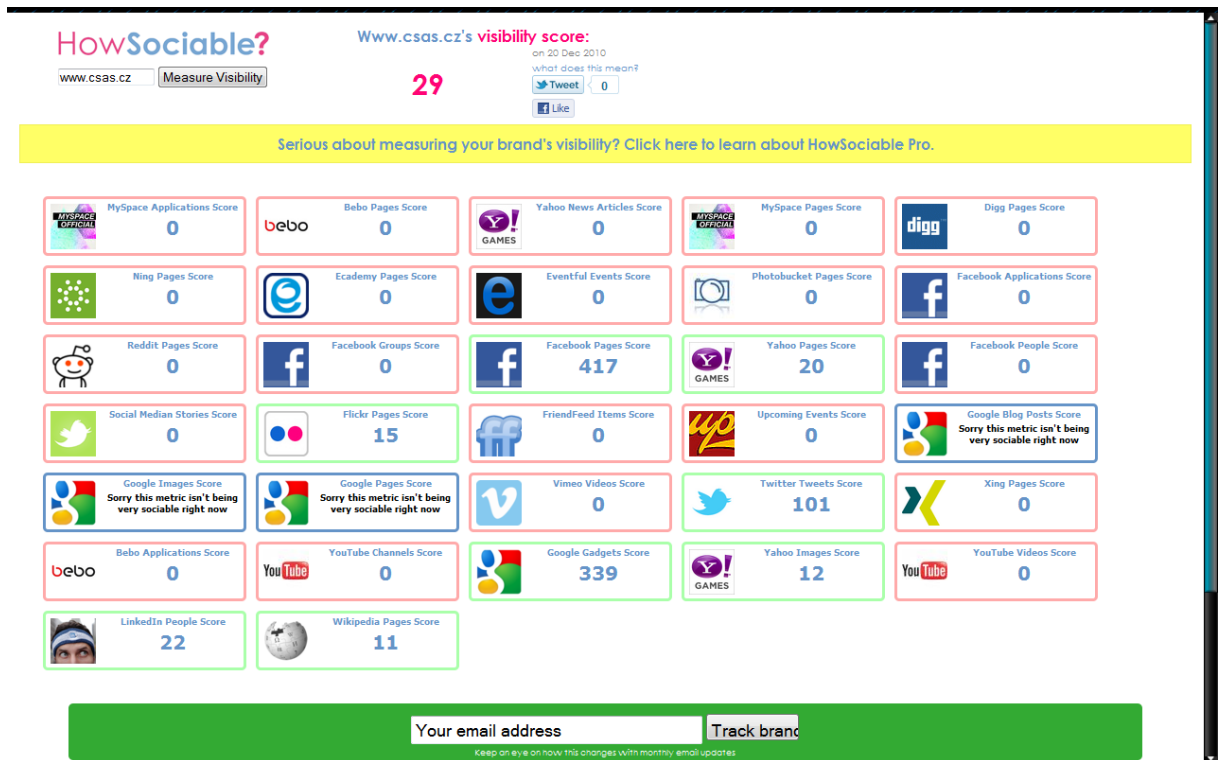 HowSociable?
Www.csas.cz's visibility score:
on 20 Dec 2010
what does this mean?
www.csas.cz Measure Visibility
29
Tweet 0
Like
Serious about measuring your brand's visibility? Click here to learn about HowSociable Pro.
MYSPACE OFFICIAL
MySpace Applications Score
0
bebo
Bebo Pages Score
0
Y! GAMES
Yahoo News Articles Score
0
MYSPACE OFFICIAL
MySpace Pages Score
0
digg
Digg Pages Score
0
Ning Pages Score
0
e
Ecademy Pages Score
0
e
Eventful Events Score
0
Photobucket Pages Score
0
f
Facebook Applications Score
0
Reddit Pages Score
0
f
Facebook Groups Score
0
f
Facebook Pages Score
417
Y! GAMES
Yahoo Pages Score
20
f
Facebook People Score
0
Social Median Stories Score
0
Flickr Pages Score
15
ff
FriendFeed Items Score
0
up
Upcoming Events Score
0
Google Blog Posts Score
Sorry this metric isn't being
very sociable right now
Google Images Score
Sorry this metric isn't being
very sociable right now
Google Pages Score
Sorry this metric isn't being
very sociable right now
v
Vimeo Videos Score
0
Twitter Tweets Score
101
Xing Pages Score
0
bebo
Bebo Applications Score
0
YouTube
YouTube Channels Score
0
Google Gadgets Score
339
Y! GAMES
Yahoo Images Score
12
YouTube
YouTube Videos Score
0
LinkedIn People Score
22
Wikipedia Pages Score
11
Your email address Track brand
Keep an eye on how this changes with monthly email updates